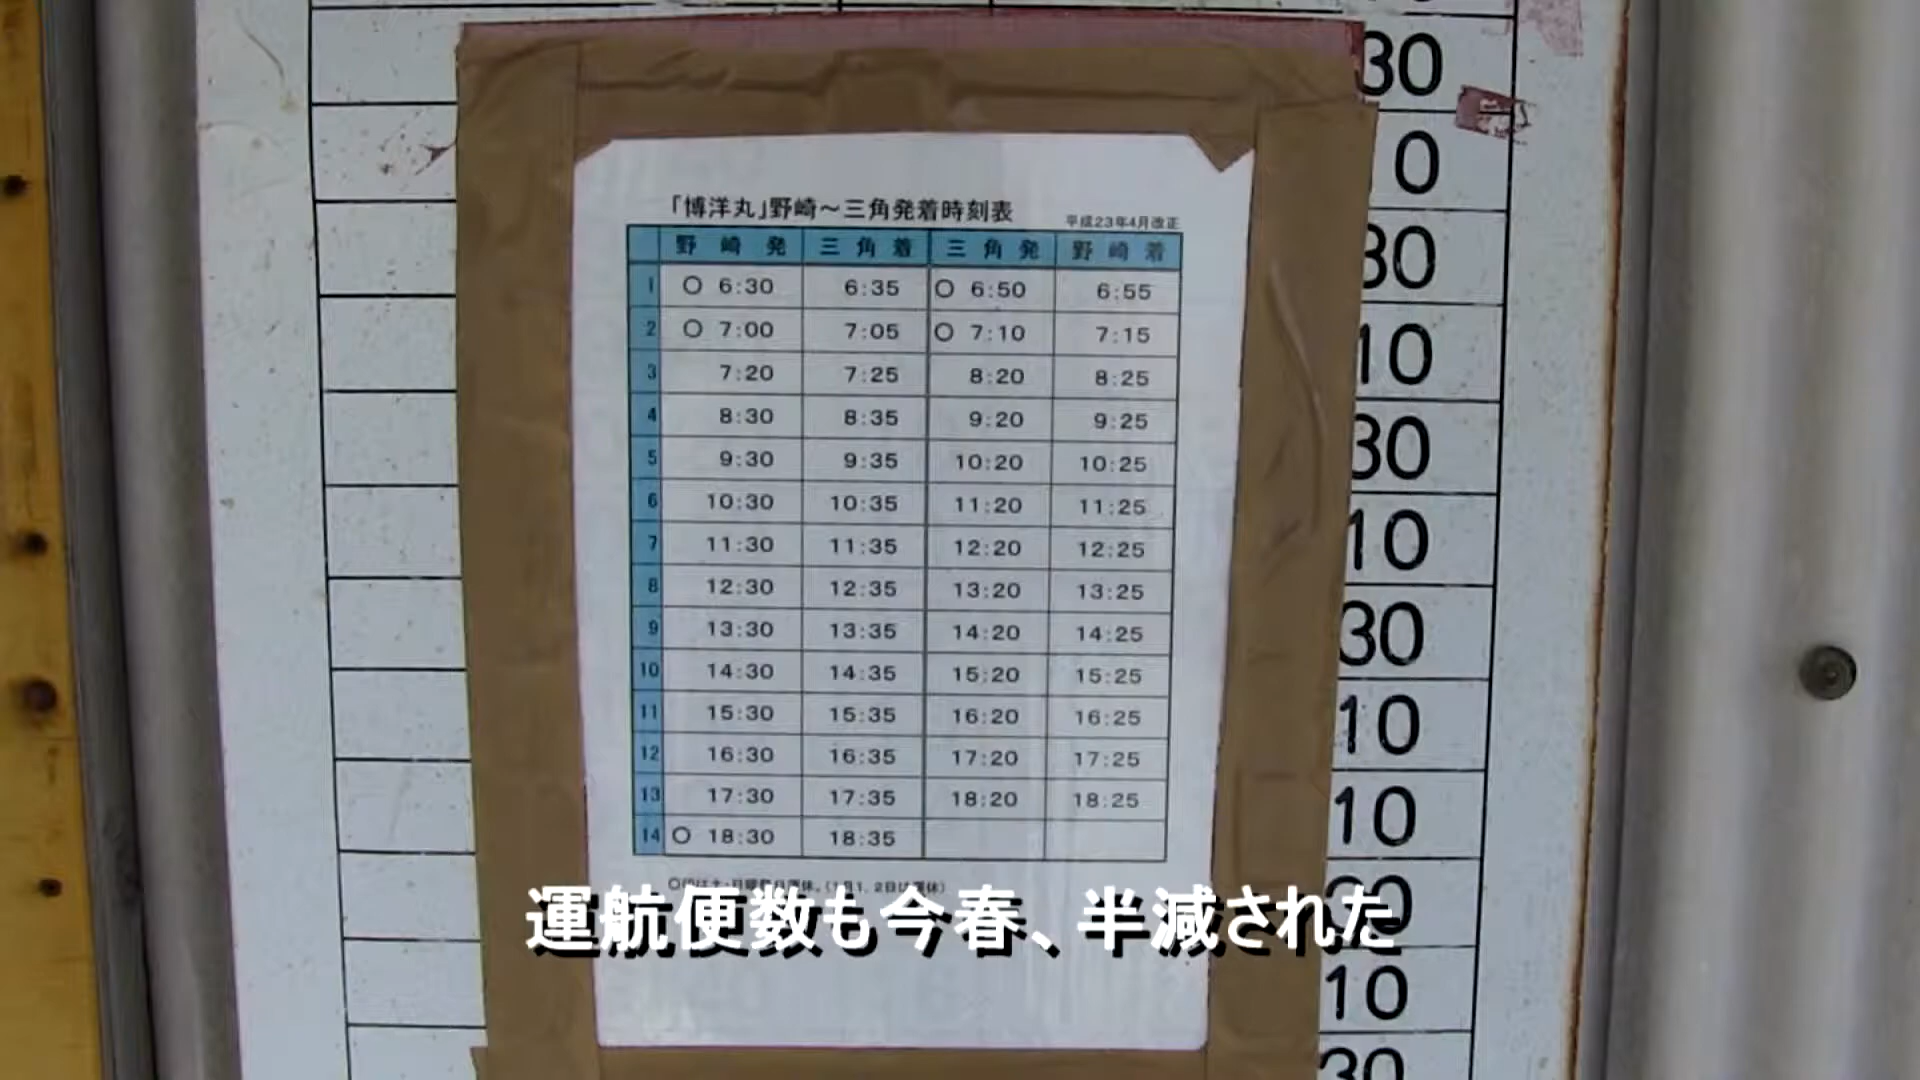 「博洋丸」野崎～三角発着時刻表
平成23年4月改正
野崎発 三角着 三角発 野崎着
1 ○ 6:30 6:35 ○ 6:50 6:55
2 ○ 7:00 7:05 ○ 7:10 7:15
3 7:20 7:25 8:20 8:25
4 8:30 8:35 9:20 9:25
5 9:30 9:35 10:20 10:25
6 10:30 10:35 11:20 11:25
7 11:30 11:35 12:20 12:25
8 12:30 12:35 13:20 13:25
9 13:30 13:35 14:20 14:25
10 14:30 14:35 15:20 15:25
11 15:30 15:35 16:20 16:25
12 16:30 16:35 17:20 17:25
13 17:30 17:35 18:20 18:25
14 ○ 18:30 18:35
運航便数も今春、半減された
30
0
30
10
30
10
30
10
10
10
30